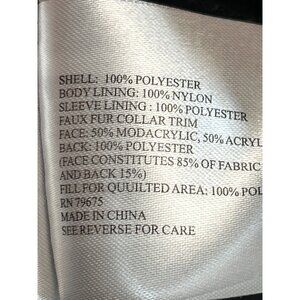 SHELL: 100% POLYESTER
BODY LINING: 100% NYLON
SLEEVE LINING : 100% POLYESTER
FAUX FUR COLLAR TRIM
FACE: 50% MODACRYLIC, 50% ACRYL
BACK: 100% POLYESTER
(FACE CONSTITUTES 85% OF FABRIC
AND BACK 15%)
FILL FOR QUUILTED AREA: 100% POL
RN 79675
MADE IN CHINA
SEE REVERSE FOR CARE